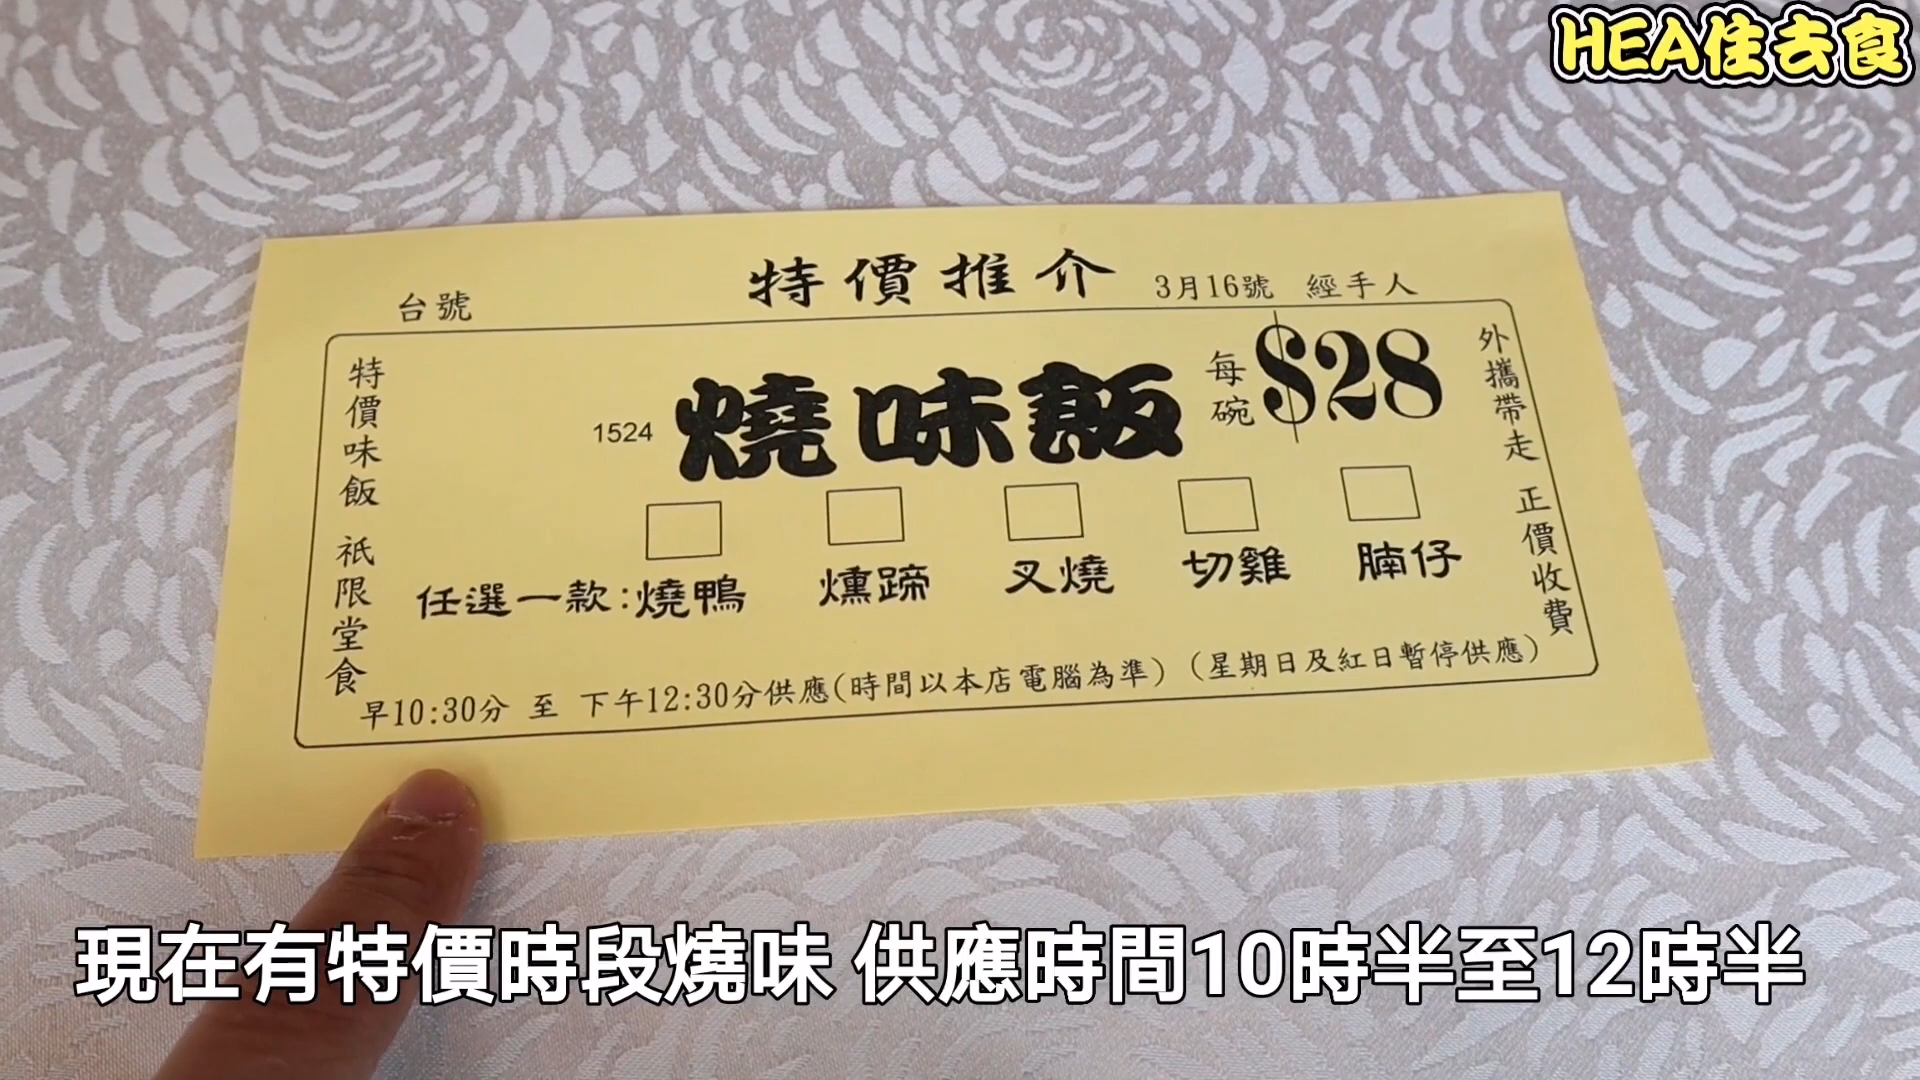 HEA住去食
台號
特價推介
3月16號 經手人
特價味飯 祇限堂食
1524
燒味飯
每碗
$28
外攜帶走 正價收費
任選一款:燒鴨 燻蹄 叉燒 切雞 腩仔
早10:30分 至 下午12:30分供應(時間以本店電腦為準)(星期日及紅日暫停供應)
現在有特價時段燒味 供應時間10時半至12時半